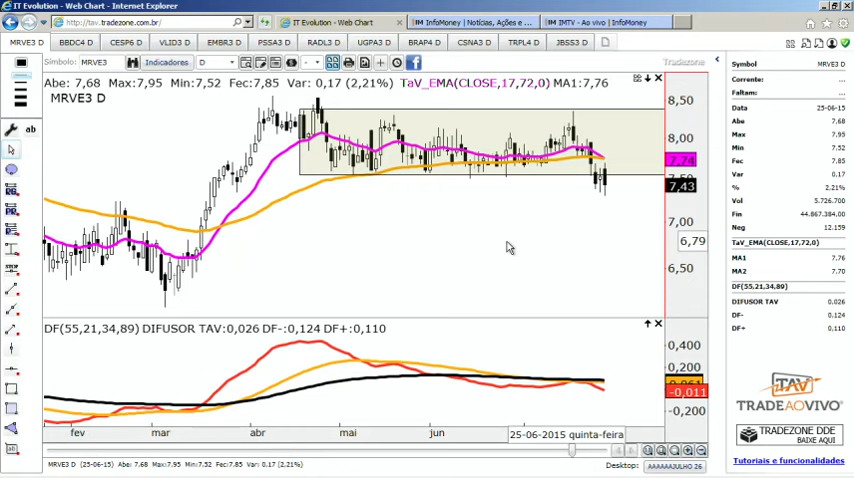 IT Evolution - Web Chart - Internet Explorer
http://tav.tradezone.com.br/
IT Evolution - Web Chart
InfoMoney | Notícias, Ações e ...
IMTV - Ao vivo | InfoMoney
MRVE3 D BBDC4 D CESP6 D VLID3 D EMBR3 D PSSA3 D RADL3 D UGPA3 D BRAP4 D CSNA3 D TRPL4 D JBSS3 D
Símbolo: MRVE3 Indicadores D Tradezone
Abe: 7,68 Max:7,95 Min:7,52 Fec:7,85 Var: 0,17 (2,21%) TaV_EMA(CLOSE,17,72,0) MA1:7,76
MRVE3 D
ab
8,50
8,00
7,74
7,50
7,43
7,00
6,79
6,50
DF(55,21,34,89) DIFUSOR TAV:0,026 DF-:0,124 DF+:0,110
0,400
0,200
0,061
-0,011
-0,200
fev mar abr mai jun
25-06-2015 quinta-feira
MRVE3 D (25-06-15) Abe: 7,68 Max:7,95 Min:7,52 Fec:7,85 Var: 0,17 (2,21%)
Desktop: AAAAAAJULHO 26
Symbol MRVE3 D
Corrente: ...
Faltam: ...
Data 25-06-15
Abe 7,68
Max 7,95
Min 7,52
Fec 7,85
Var 0,17
% 2,21%
Vol 5.726.700
Fin 44.867.384,00
Neg 12.159
TaV_EMA(CLOSE,17,72,0)
MA1 7,76
MA2 7,70
DF(55,21,34,89)
DIFUSOR TAV 0,026
DF- 0,124
DF+ 0,110
TAV
TRADEAOVIVO
TRADEZONE DDE
BAIXE AQUI
Tutoriais e funcionalidades